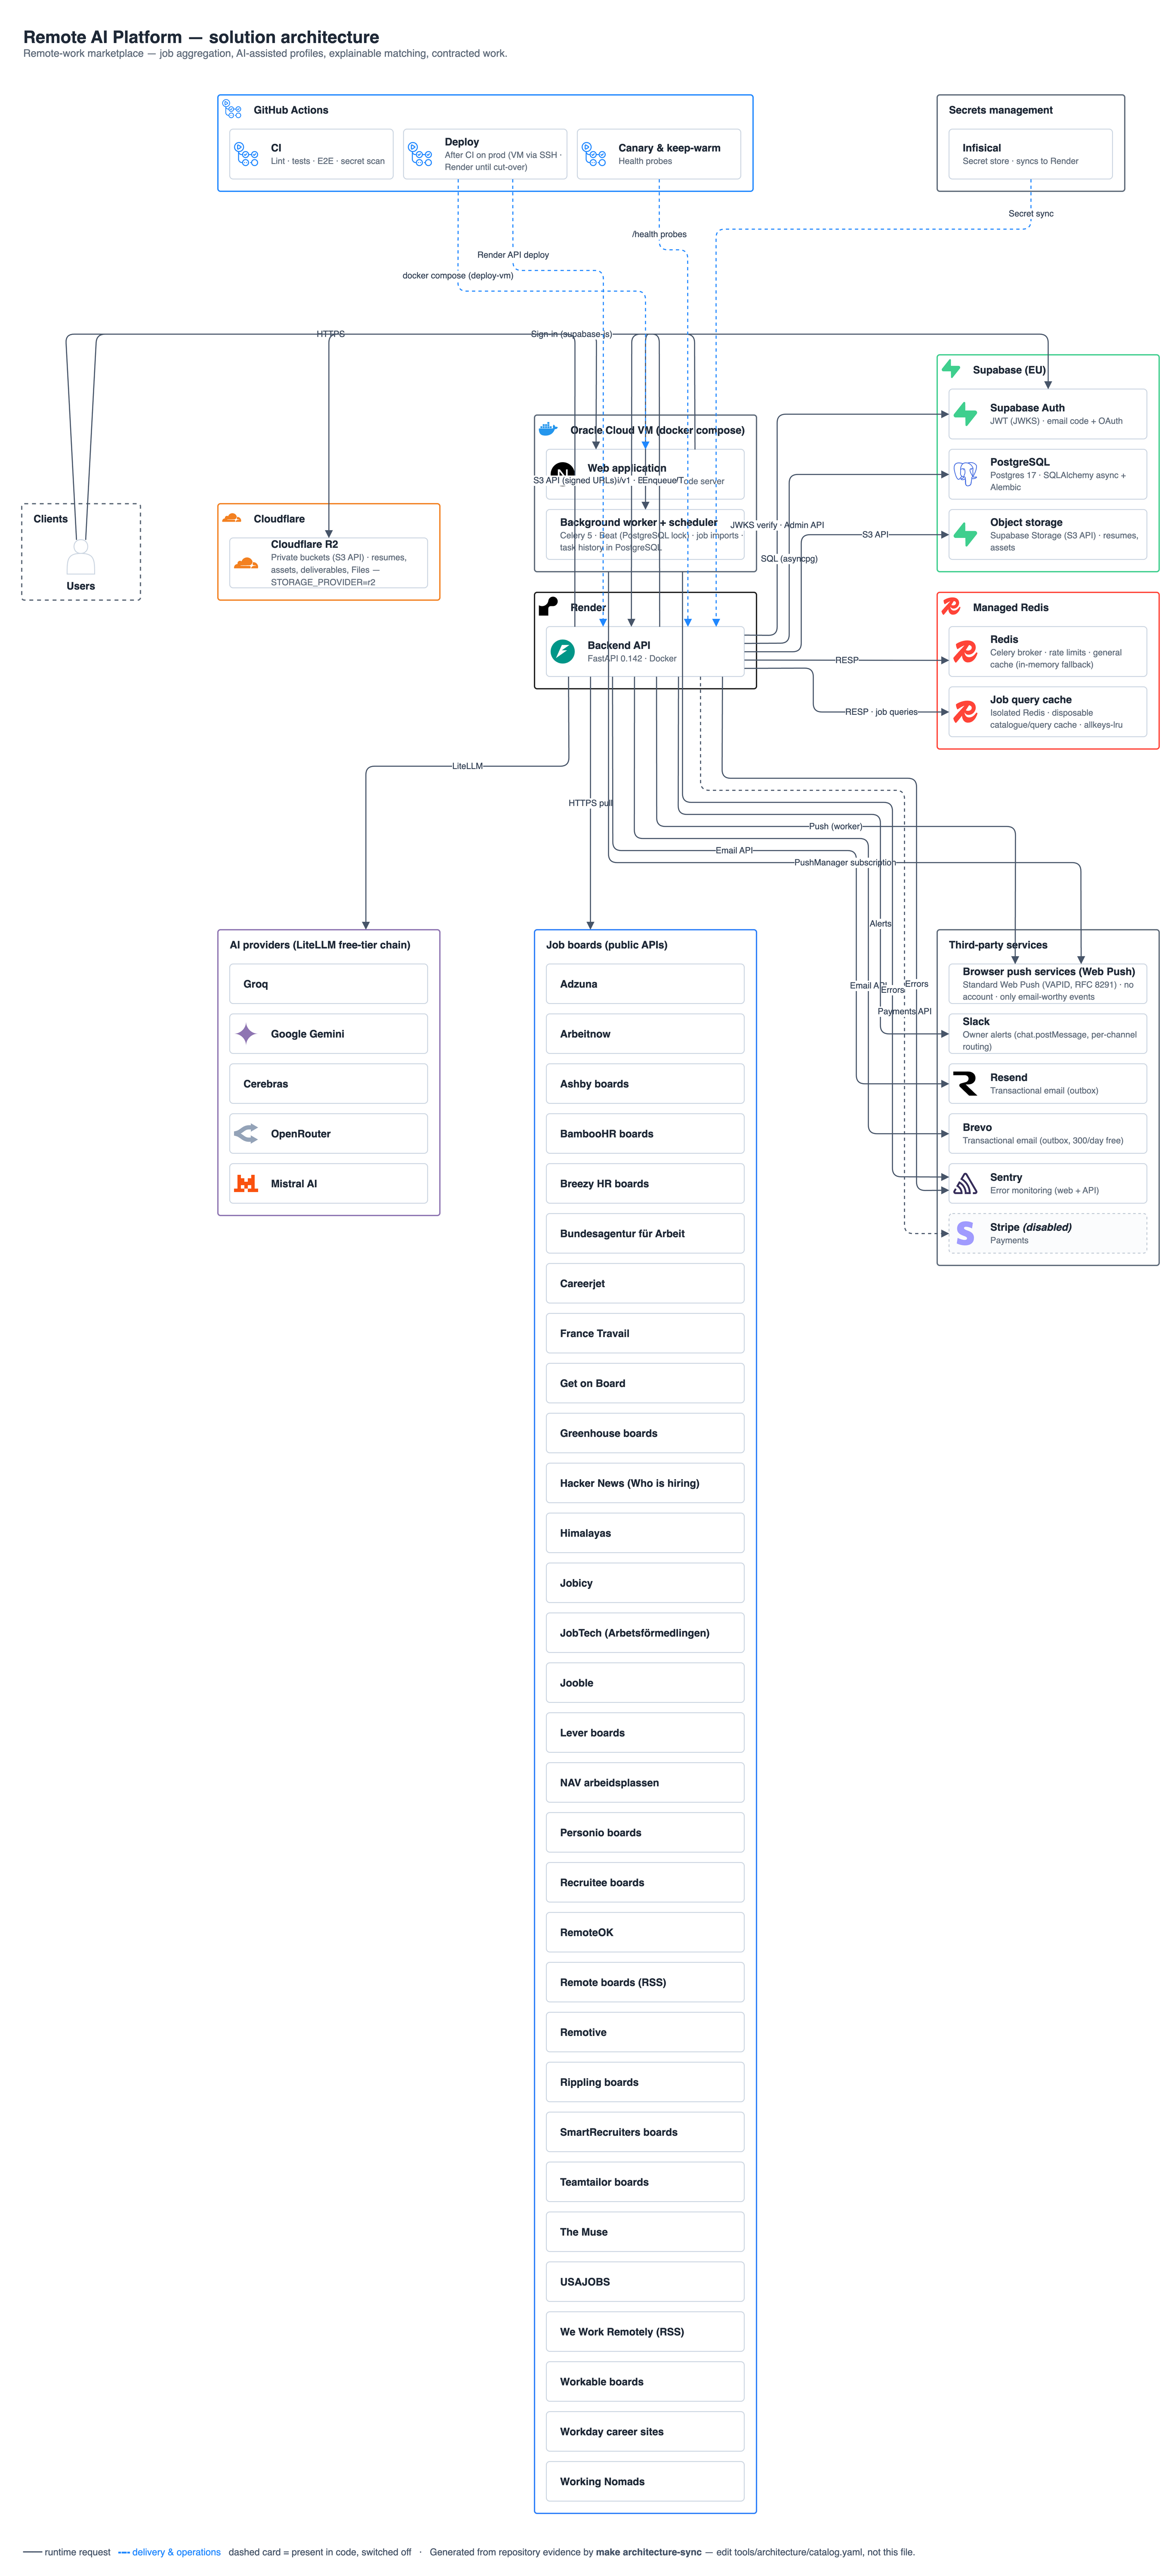 Remote AI Platform — solution architecture
Remote-work marketplace — job aggregation, AI-assisted profiles, explainable matching, contracted work.
GitHub Actions
CI
Lint · tests · E2E · secret scan
Deploy
After CI on prod (VM via SSH ·
Render until cut-over)
Canary & keep-warm
Health probes
Secrets management
Infisical
Secret store · syncs to Render
Secret sync
/health probes
Render API deploy
docker compose (deploy-vm)
HTTPS
Sign-in (supabase-js)
Clients
Users
Cloudflare
Cloudflare R2
Private buckets (S3 API) · resumes,
assets, deliverables, Files —
STORAGE_PROVIDER=r2
Oracle Cloud VM (docker compose)
Web application
S3 API (signed URLs)
node server
Background worker + scheduler
Celery 5 · Beat (PostgreSQL lock) · job imports ·
task history in PostgreSQL
Render
Backend API
FastAPI 0.142 · Docker
JWKS verify · Admin API
SQL (asyncpg)
S3 API
RESP
RESP · job queries
Supabase (EU)
Supabase Auth
JWT (JWKS) · email code + OAuth
PostgreSQL
Postgres 17 · SQLAlchemy async +
Alembic
Object storage
Supabase Storage (S3 API) · resumes,
assets
Managed Redis
Redis
Celery broker · rate limits · general
cache (in-memory fallback)
Job query cache
Isolated Redis · disposable
catalogue/query cache · allkeys-lru
LiteLLM
HTTPS pull
Push (worker)
Email API
PushManager subscription
Alerts
Email API
Errors
Errors
Payments API
AI providers (LiteLLM free-tier chain)
Groq
Google Gemini
Cerebras
OpenRouter
Mistral AI
Job boards (public APIs)
Adzuna
Arbeitnow
Ashby boards
BambooHR boards
Breezy HR boards
Bundesagentur für Arbeit
Careerjet
France Travail
Get on Board
Greenhouse boards
Hacker News (Who is hiring)
Himalayas
Jobicy
JobTech (Arbetsförmedlingen)
Jooble
Lever boards
NAV arbeidsplassen
Personio boards
Recruitee boards
RemoteOK
Remote boards (RSS)
Remotive
Rippling boards
SmartRecruiters boards
Teamtailor boards
The Muse
USAJOBS
We Work Remotely (RSS)
Workable boards
Workday career sites
Working Nomads
Third-party services
Browser push services (Web Push)
Standard Web Push (VAPID, RFC 8291) · no
account · only email-worthy events
Slack
Owner alerts (chat.postMessage, per-channel
routing)
Resend
Transactional email (outbox)
Brevo
Transactional email (outbox, 300/day free)
Sentry
Error monitoring (web + API)
Stripe (disabled)
Payments
runtime request
delivery & operations
dashed card = present in code, switched off · Generated from repository evidence by make architecture-sync — edit tools/architecture/catalog.yaml, not this file.